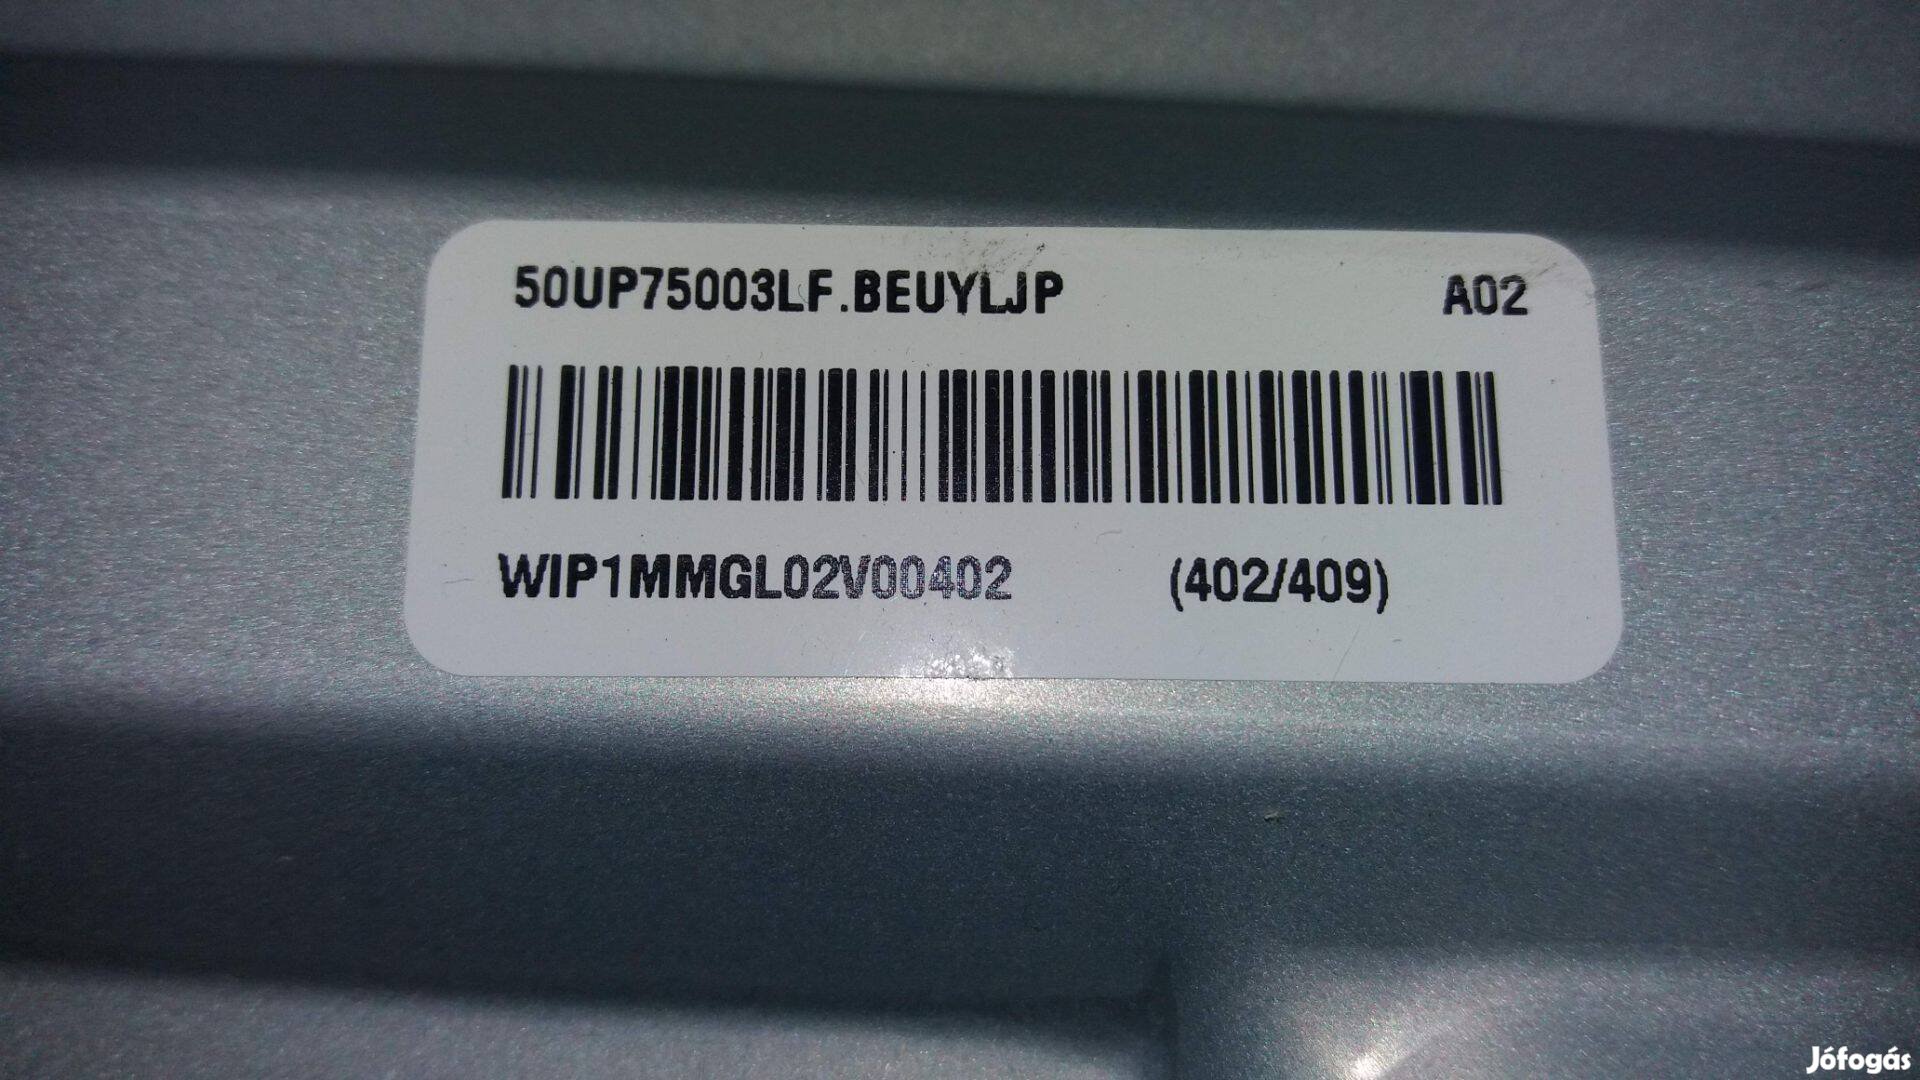 50UP75003LF.BEUYLJP A02
WIP1MMGL02V00402 (402/409)
Jófogás